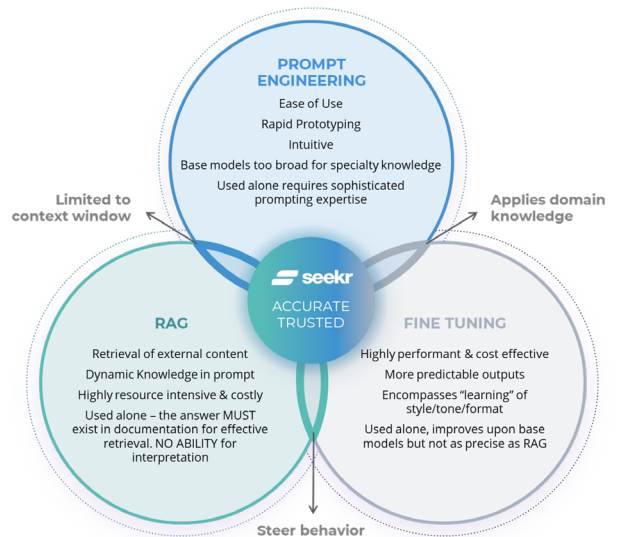 PROMPT
ENGINEERING
Ease of Use
Rapid Prototyping
Intuitive
Base models too broad for specialty knowledge
Used alone requires sophisticated
prompting expertise
Limited to
context window
Applies domain
knowledge
seekr
ACCURATE
TRUSTED
RAG
Retrieval of external content
Dynamic Knowledge in prompt
Highly resource intensive & costly
Used alone – the answer MUST
exist in documentation for effective
retrieval. NO ABILITY for
interpretation
FINE TUNING
Highly performant & cost effective
More predictable outputs
Encompasses “learning” of
style/tone/format
Used alone, improves upon base
models but not as precise as RAG
Steer behavior